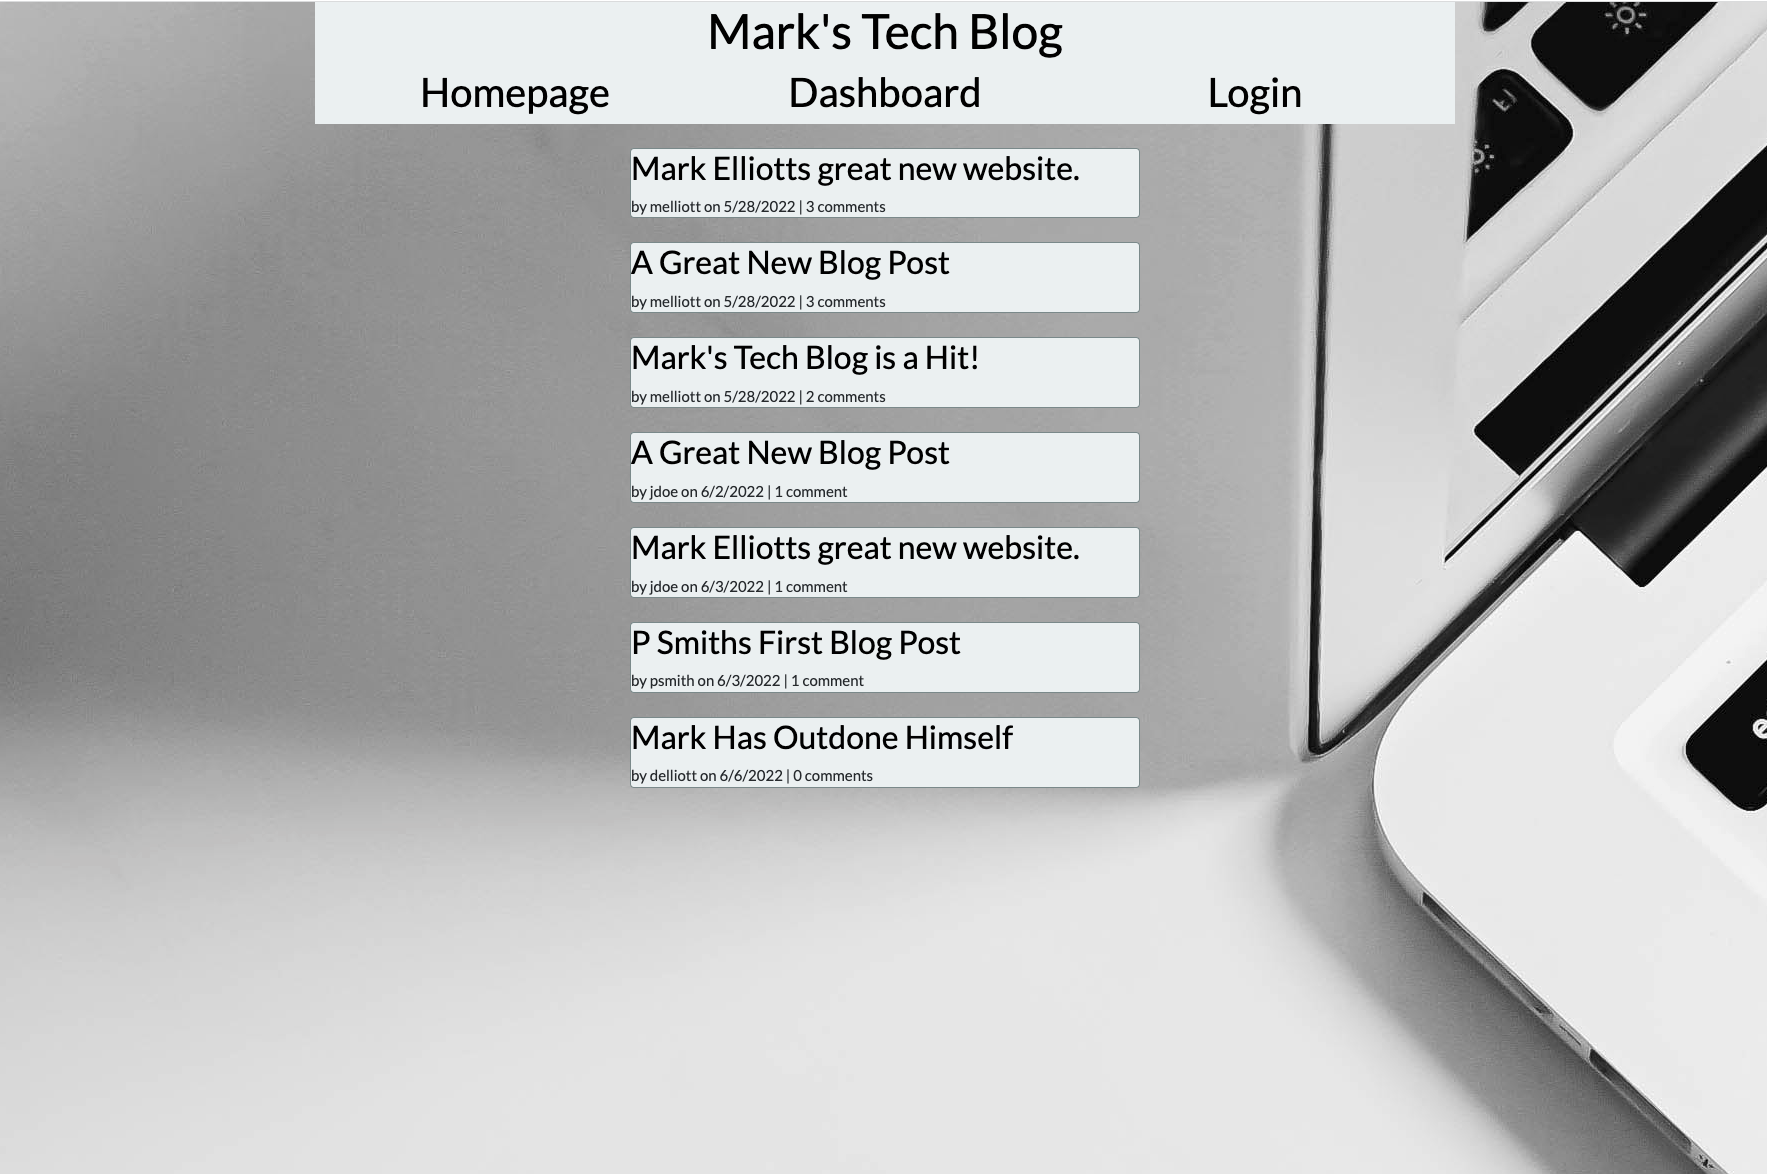 Mark's Tech Blog
Homepage Dashboard Login
Mark Elliotts great new website.
by melliott on 5/28/2022 | 3 comments
A Great New Blog Post
by melliott on 5/28/2022 | 3 comments
Mark's Tech Blog is a Hit!
by melliott on 5/28/2022 | 2 comments
A Great New Blog Post
by jdoe on 6/2/2022 | 1 comment
Mark Elliotts great new website.
by jdoe on 6/3/2022 | 1 comment
P Smiths First Blog Post
by psmith on 6/3/2022 | 1 comment
Mark Has Outdone Himself
by delliott on 6/6/2022 | 0 comments